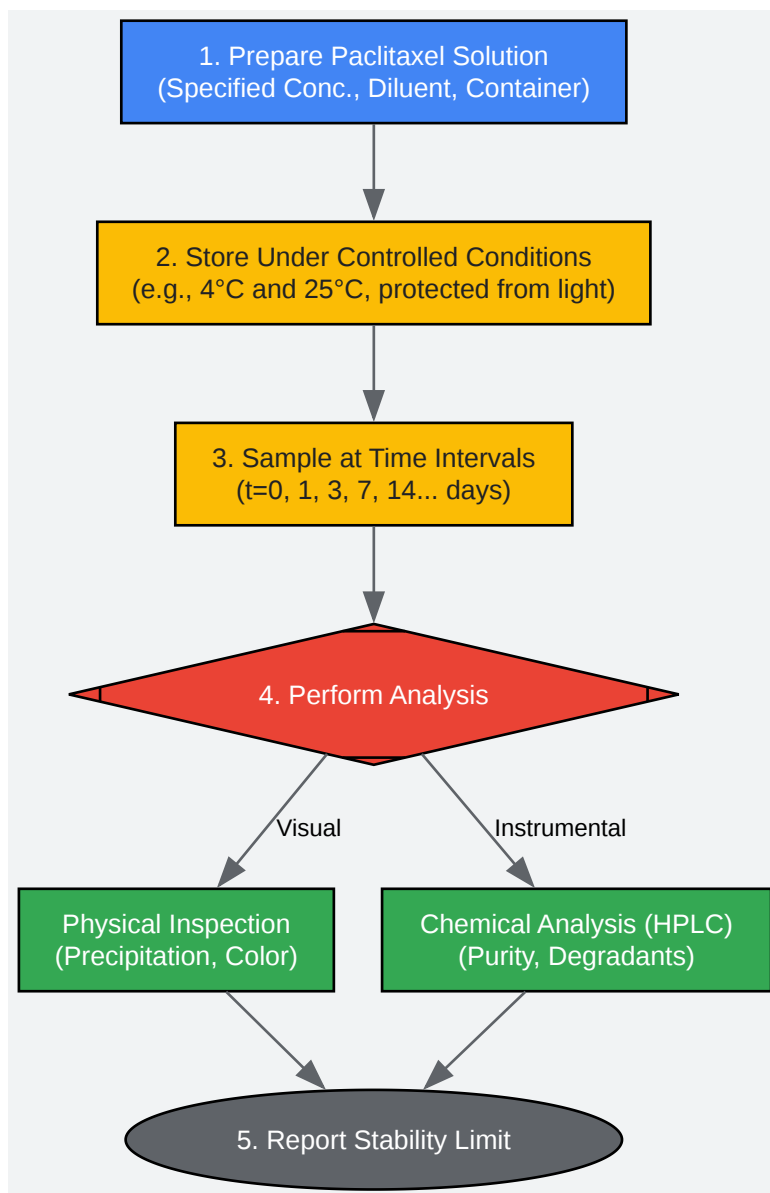 1. Prepare Paclitaxel Solution
(Specified Conc., Diluent, Container)
2. Store Under Controlled Conditions
(e.g., 4°C and 25°C, protected from light)
3. Sample at Time Intervals
(t=0, 1, 3, 7, 14... days)
4. Perform Analysis
Visual
Instrumental
Physical Inspection
(Precipitation, Color)
Chemical Analysis (HPLC)
(Purity, Degradants)
5. Report Stability Limit